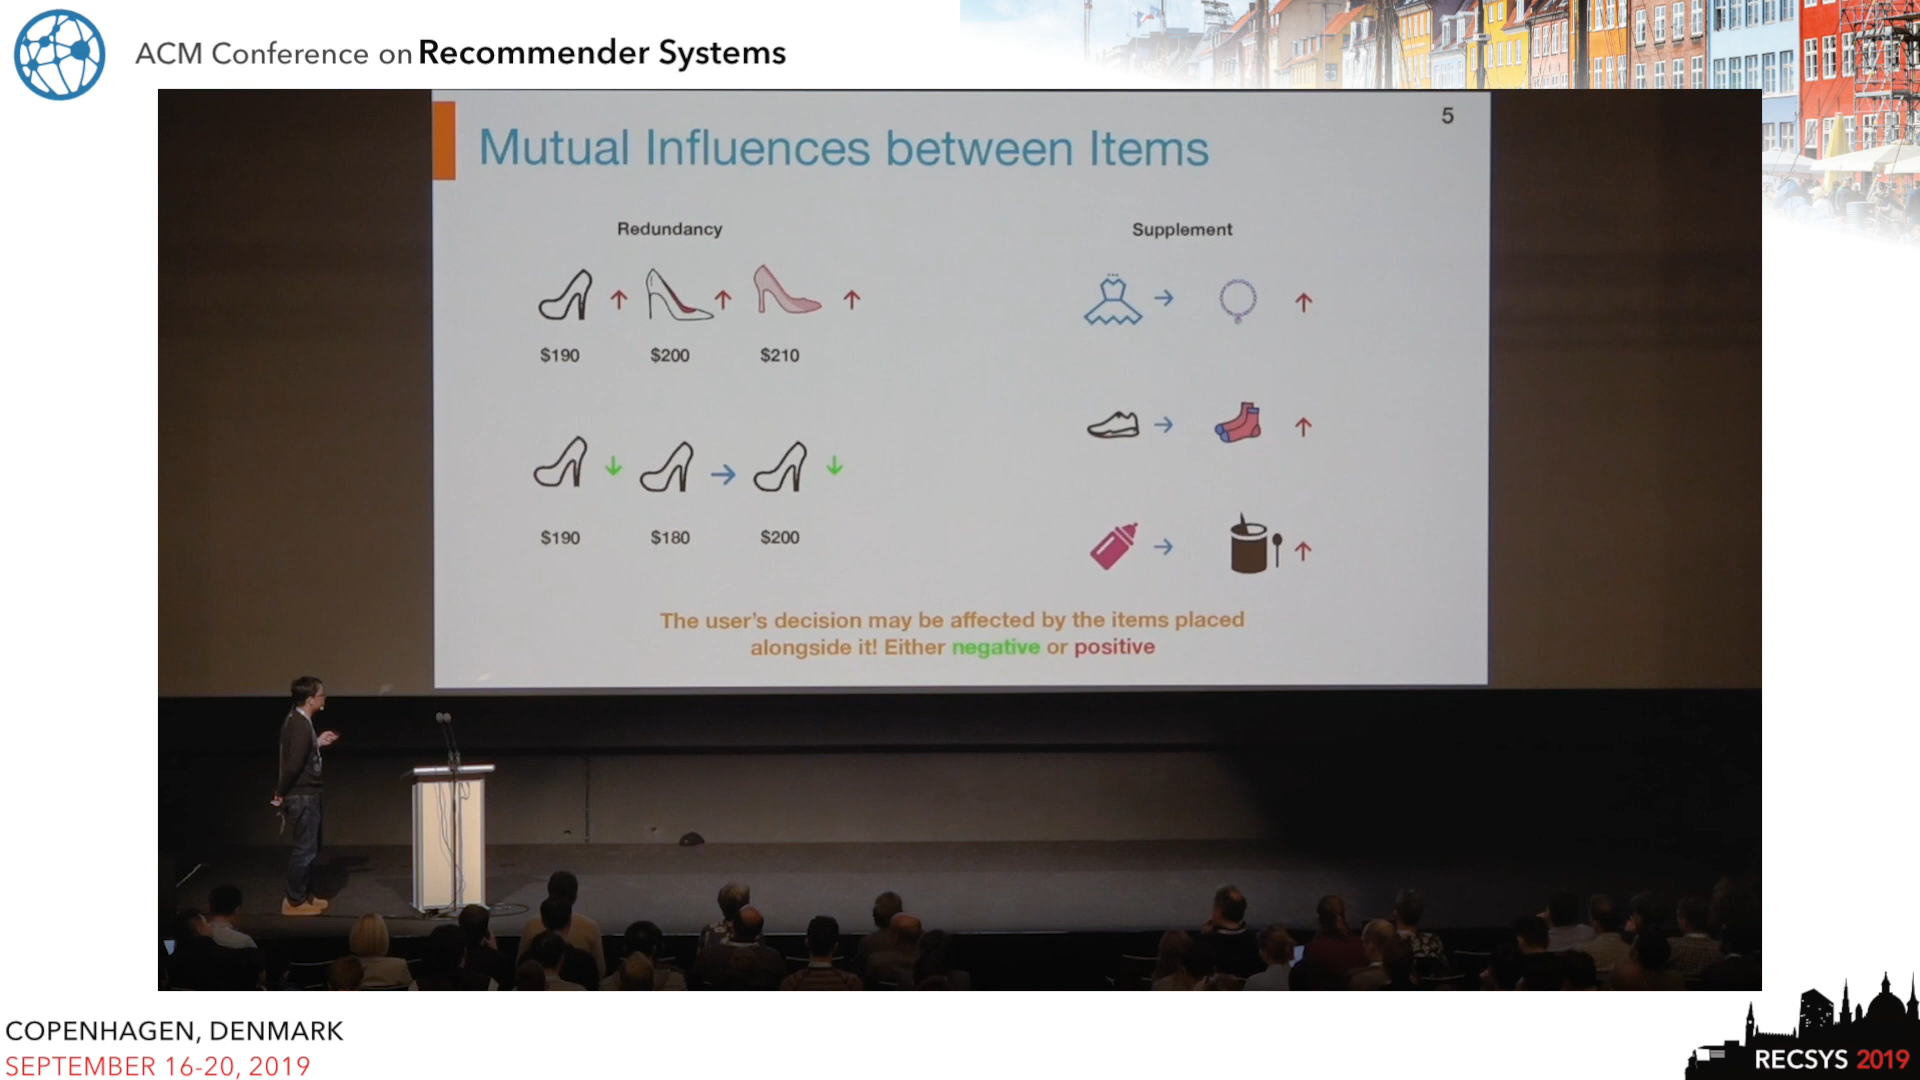 ACM Conference on Recommender Systems
5
Mutual Influences between Items
Redundancy
Supplement
$190 $200 $210
$190 $180 $200
The user's decision may be affected by the items placed
alongside it! Either negative or positive
COPENHAGEN, DENMARK
SEPTEMBER 16-20, 2019
RECSYS 2019